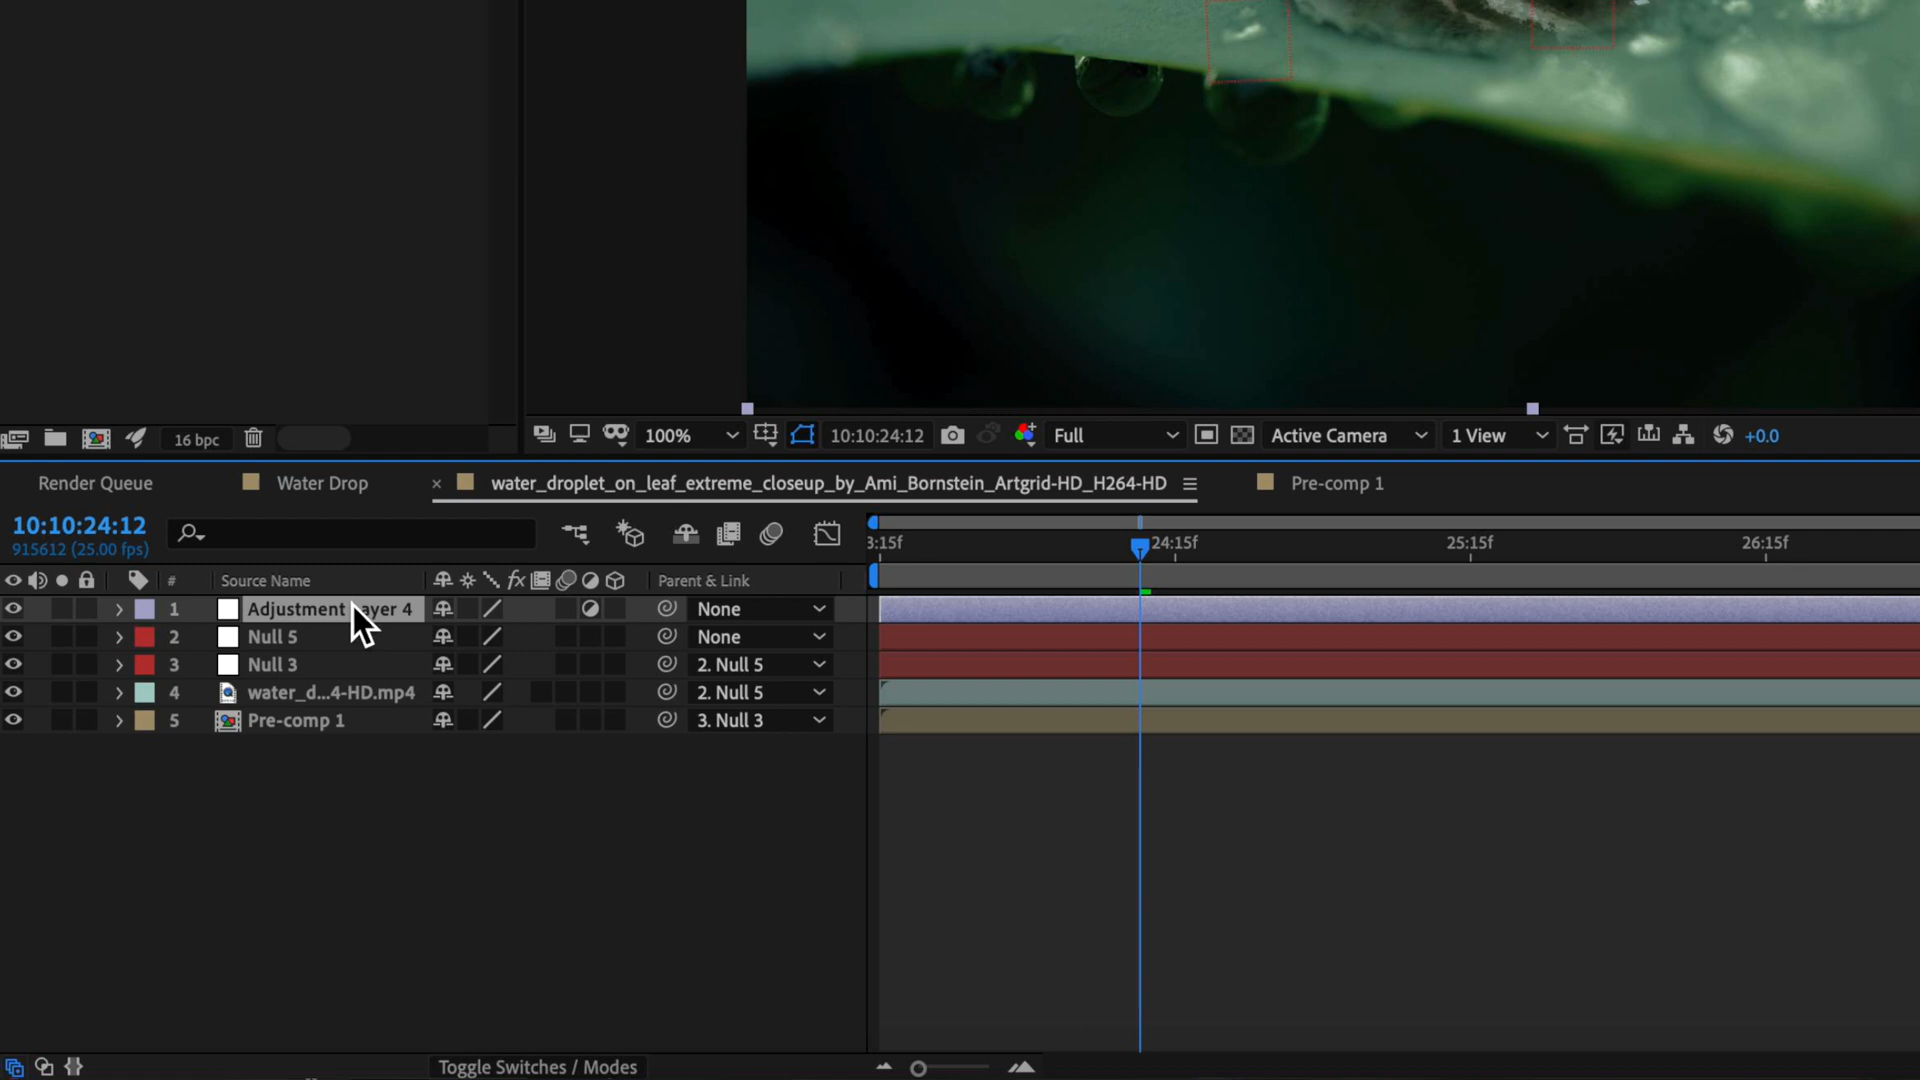 16 bpc
100%
10:10:24:12
Full
Active Camera
1 View
+0.0
Render Queue
Water Drop
water_droplet_on_leaf_extreme_closeup_by_Ami_Bornstein_Artgrid-HD_H264-HD
Pre-comp 1
10:10:24:12
915612 (25.00 fps)
3:15f
24:15f
25:15f
26:15f
#
Source Name
fx
Parent & Link
1
Adjustment ayer 4
None
2
Null 5
None
3
Null 3
2. Null 5
4
water_d...4-HD.mp4
2. Null 5
5
Pre-comp 1
3. Null 3
Toggle Switches / Modes